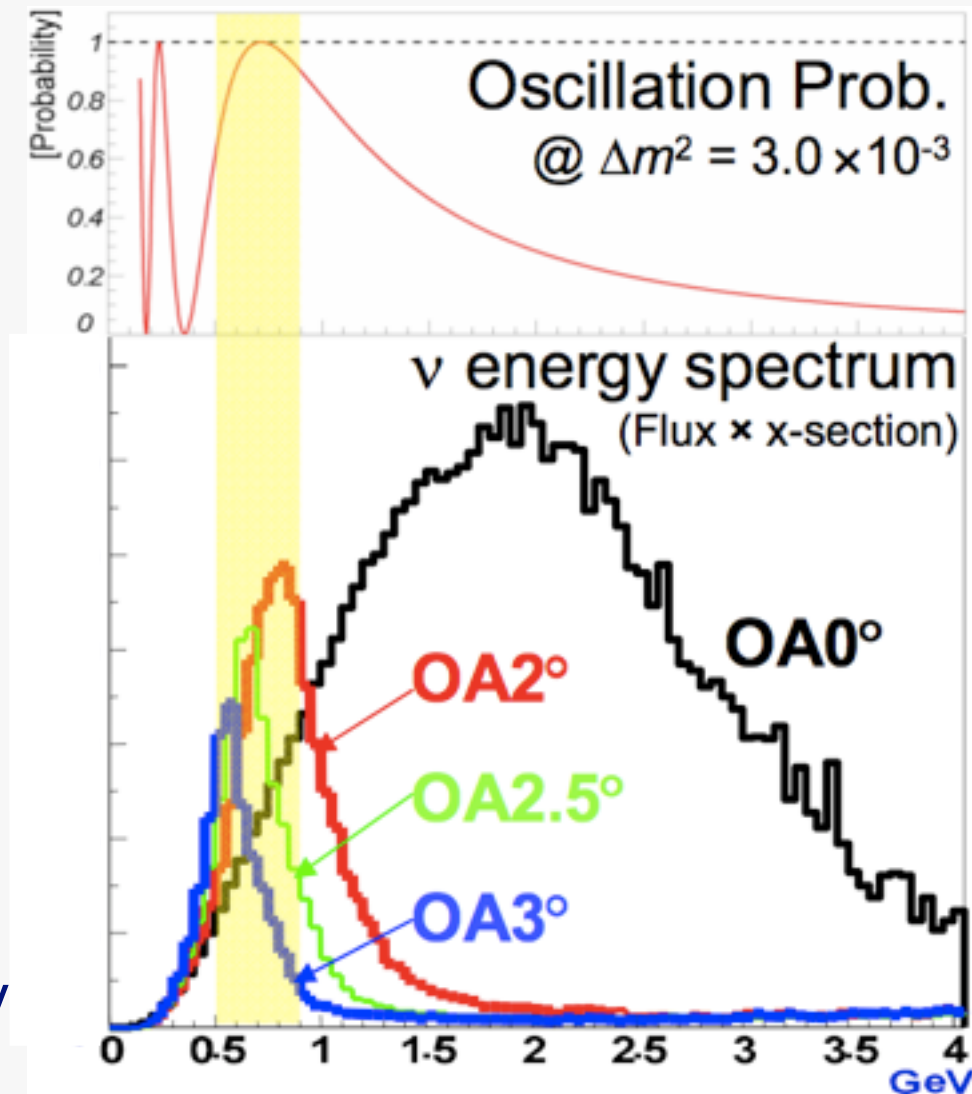 [Probability]
1
0.8
0.6
0.4
0.2
0
Oscillation Prob.
@ Δm² = 3.0 ×10⁻³
ν energy spectrum
(Flux × x-section)
OA0°
OA2°
OA2.5°
OA3°
y
0 0·5 1 1·5 2 2·5 3 3·5 4
GeV